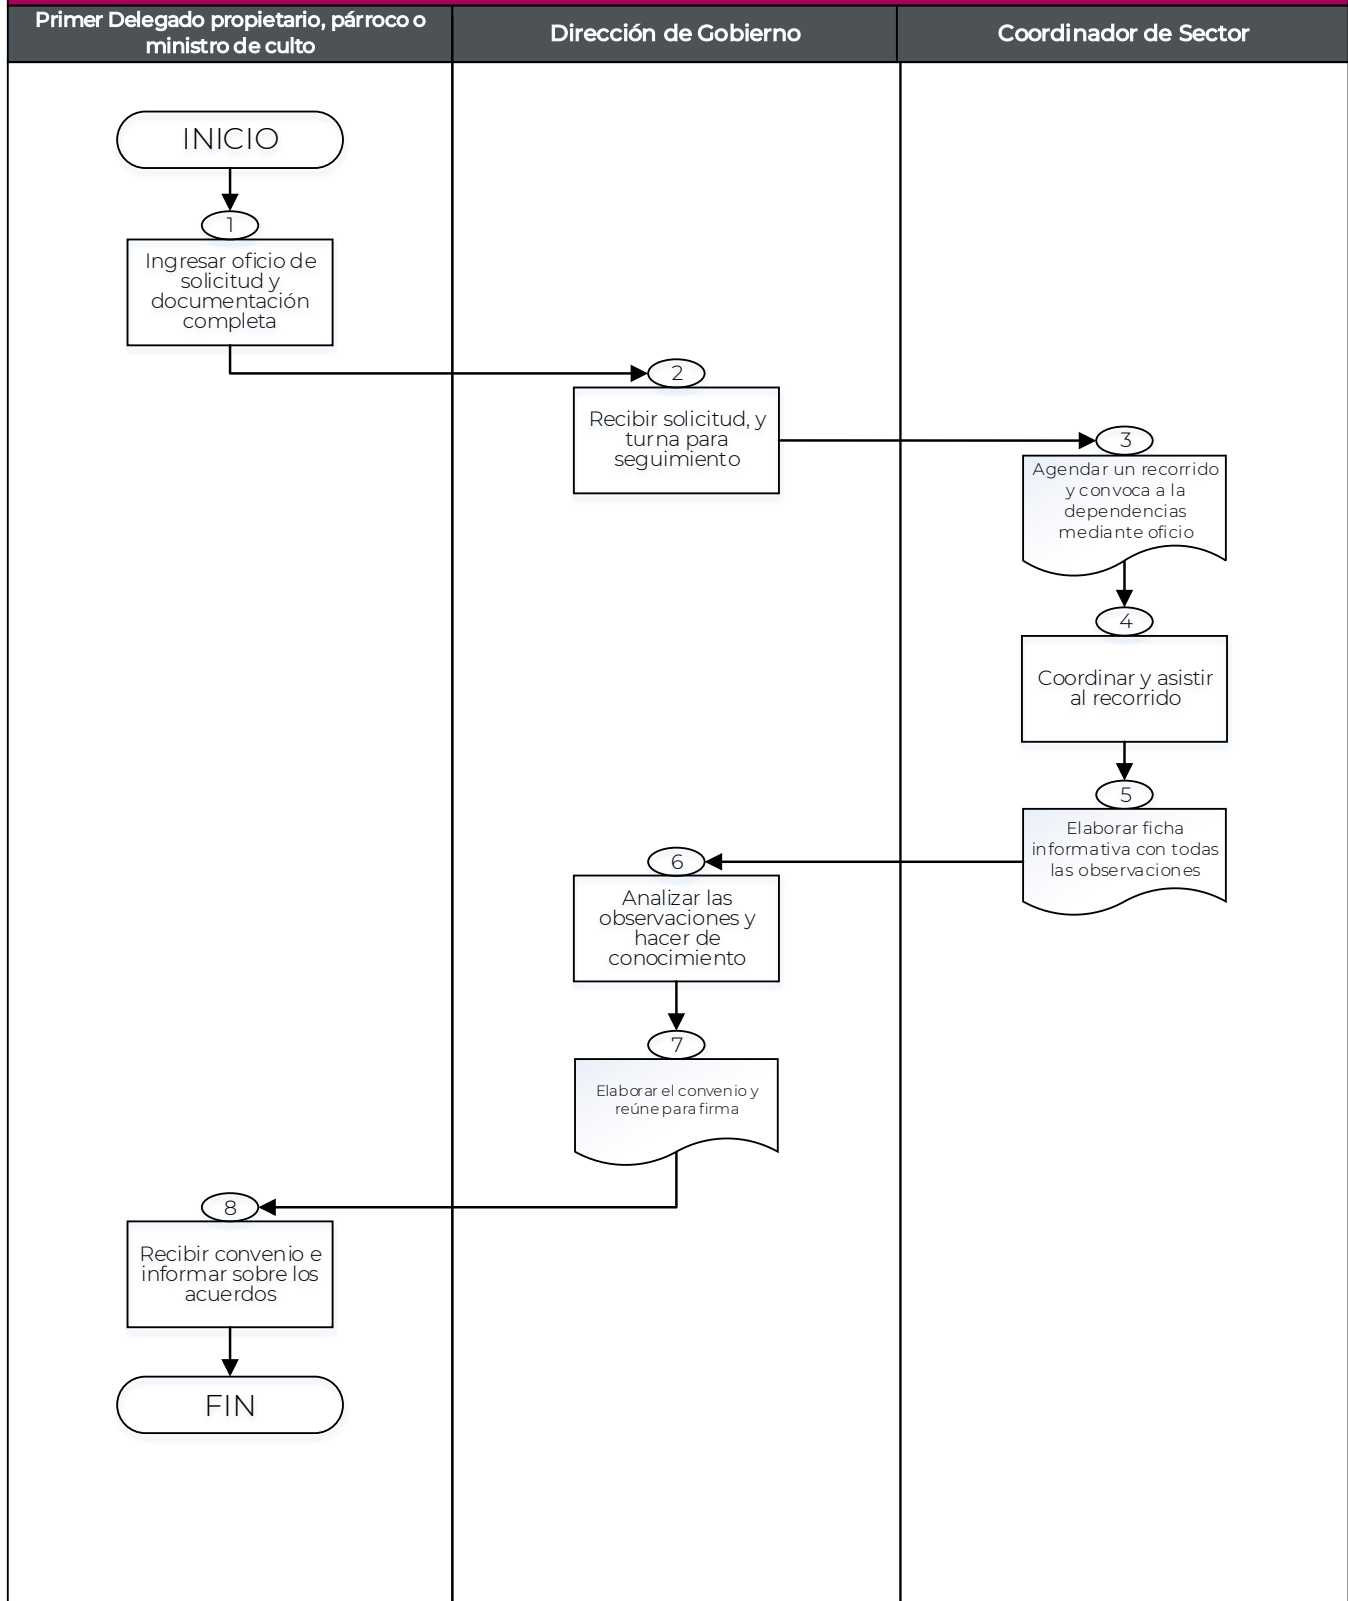 Primer Delegado propietario, párroco o
ministro de culto
Dirección de Gobierno
Coordinador de Sector
INICIO
1
Ingresar oficio de
solicitud y
documentación
completa
2
Recibir solicitud, y
turna para
seguimiento
3
Agendar un recorrido
y convoca a la
dependencias
mediante oficio
4
Coordinar y asistir
al recorrido
5
Elaborar ficha
informativa con todas
las observaciones
6
Analizar las
observaciones y
hacer de
conocimiento
7
Elaborar el convenio y
reúne para firma
8
Recibir convenio e
informar sobre los
acuerdos
FIN